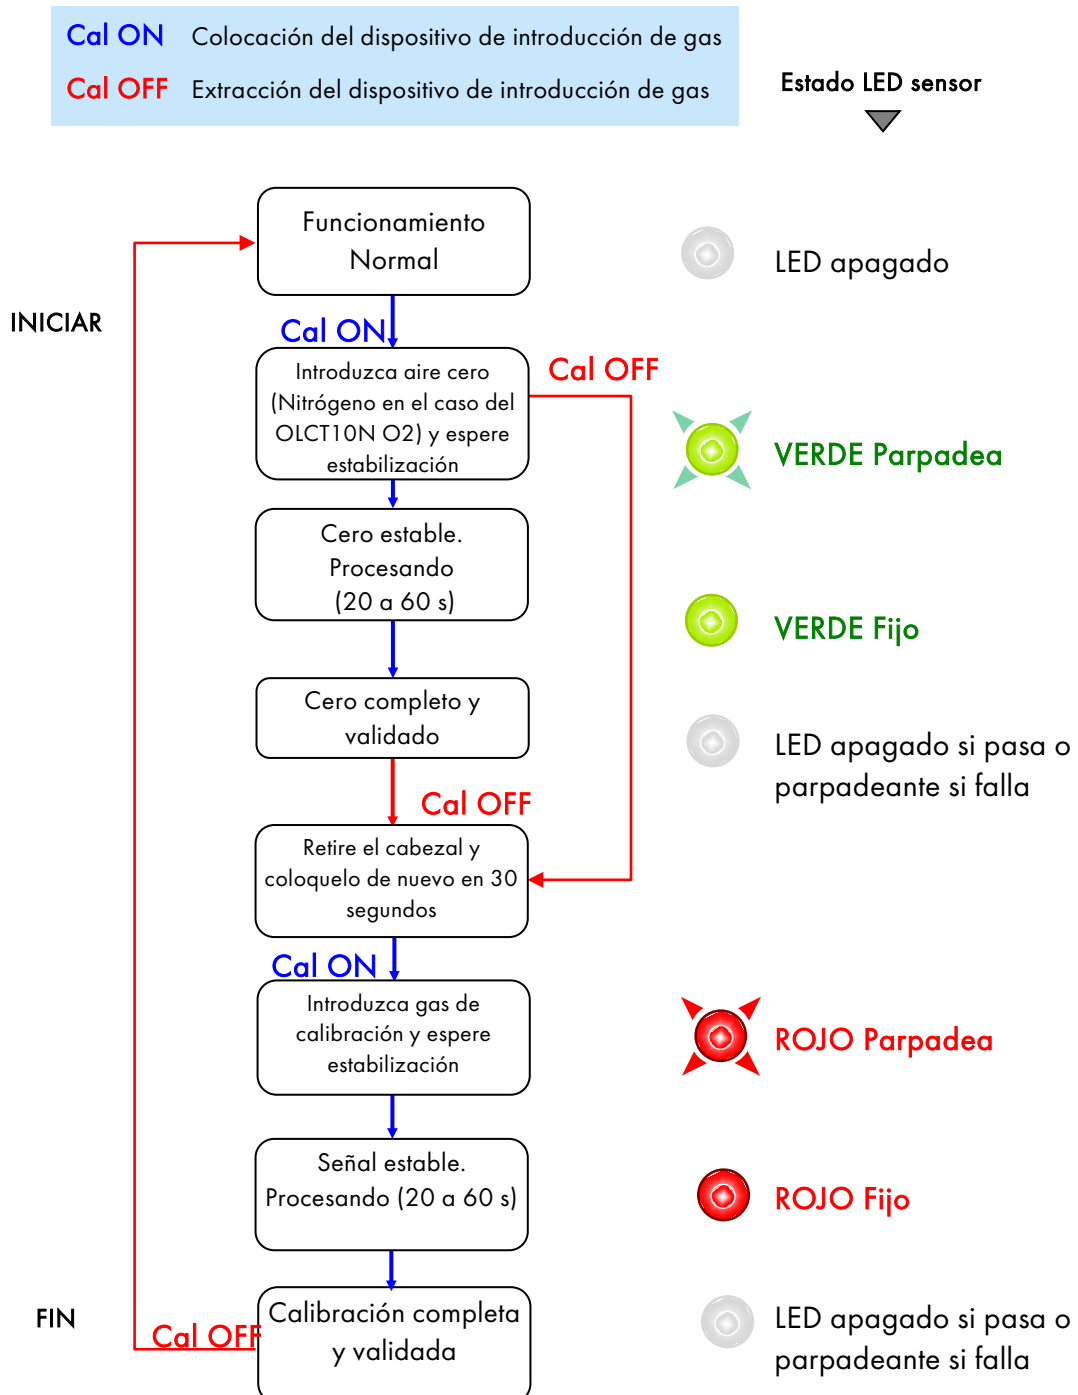 Cal ON Colocación del dispositivo de introducción de gas
Cal OFF Extracción del dispositivo de introducción de gas
Estado LED sensor
Funcionamiento
Normal
LED apagado
INICIAR
Cal ON
Introduzca aire cero
(Nitrógeno en el caso del
OLCT10N O2) y espere
estabilización
Cal OFF
VERDE Parpadea
Cero estable.
Procesando
(20 a 60 s)
VERDE Fijo
Cero completo y
validado
LED apagado si pasa o
parpadeante si falla
Cal OFF
Retire el cabezal y
coloquelo de nuevo en 30
segundos
Cal ON
Introduzca gas de
calibración y espere
estabilización
ROJO Parpadea
Señal estable.
Procesando (20 a 60 s)
ROJO Fijo
FIN
Cal OFF
Calibración completa
y validada
LED apagado si pasa o
parpadeante si falla